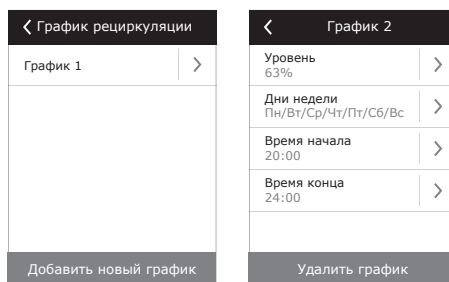 График рециркуляции
График 1
Добавить новый график
График 2
Уровень
63%
Дни недели
Пн/Вт/Ср/Чт/Пт/Сб/Вс
Время начала
20:00
Время конца
24:00
Удалить график